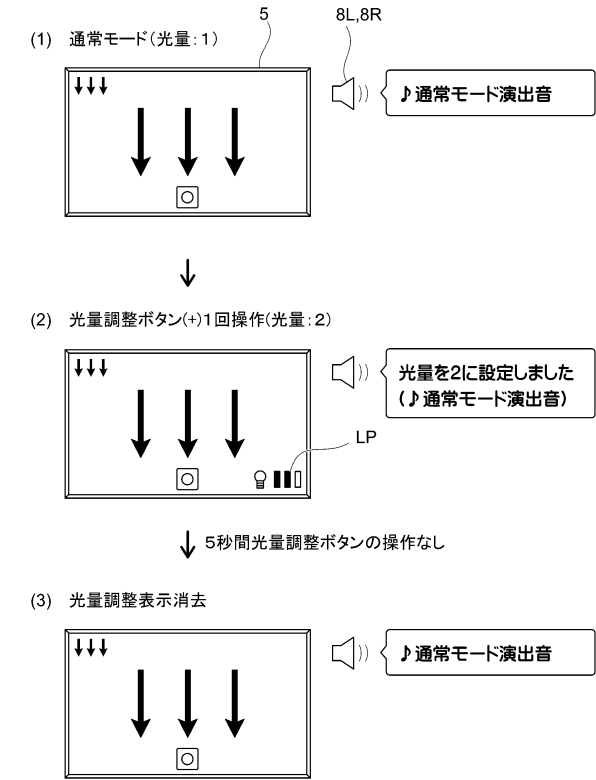 5
8L,8R
(1) 通常モード(光量:1)
♪通常モード演出音
(2) 光量調整ボタン(+)1回操作(光量:2)
光量を2に設定しました
(♪通常モード演出音)
LP
5秒間光量調整ボタンの操作なし
(3) 光量調整表示消去
♪通常モード演出音